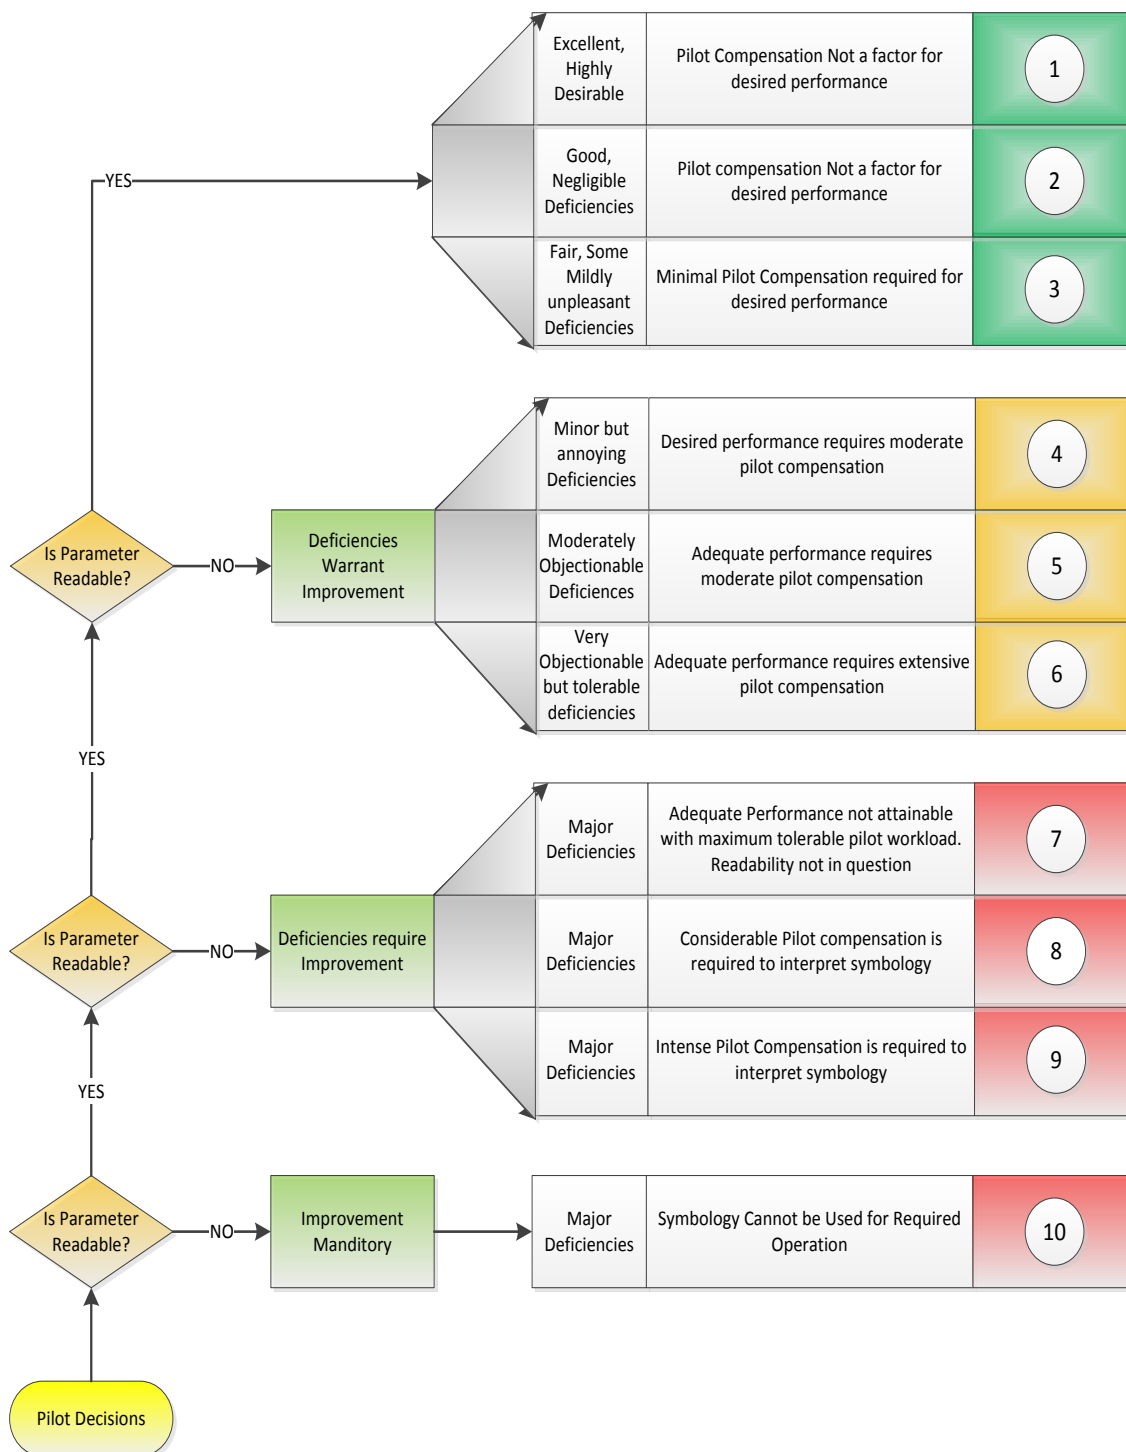 Excellent,
Highly
Desirable
Pilot Compensation Not a factor for
desired performance
1
YES
Good,
Negligible
Deficiencies
Pilot compensation Not a factor for
desired performance
2
Fair, Some
Mildly
unpleasant
Deficiencies
Minimal Pilot Compensation required for
desired performance
3
Minor but
annoying
Deficiencies
Desired performance requires moderate
pilot compensation
4
Is Parameter
Readable?
NO
Deficiencies
Warrant
Improvement
Moderately
Objectionable
Deficiences
Adequate performance requires
moderate pilot compensation
5
Very
Objectionable
but tolerable
deficiencies
Adequate performance requires extensive
pilot compensation
6
YES
Major
Deficiencies
Adequate Performance not attainable
with maximum tolerable pilot workload.
Readability not in question
7
Is Parameter
Readable?
NO
Deficiencies require
Improvement
Major
Deficiencies
Considerable Pilot compensation is
required to interpret symbology
8
Major
Deficiencies
Intense Pilot Compensation is required to
interpret symbology
9
YES
Is Parameter
Readable?
NO
Improvement
Manditory
Major
Deficiencies
Symbology Cannot be Used for Required
Operation
10
Pilot Decisions